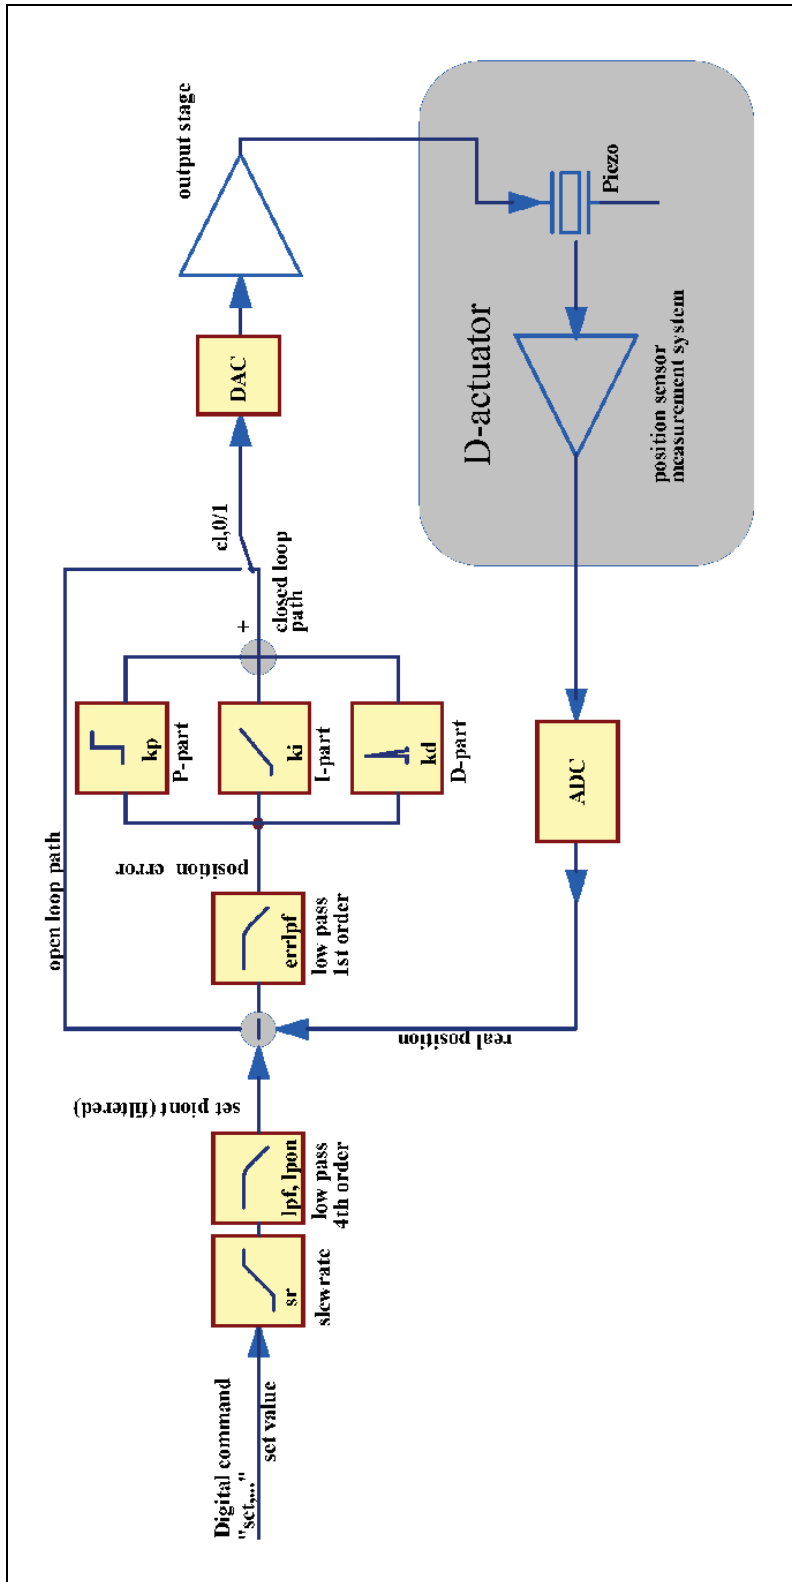 Digital command
"set,..."
set value
sr
slewrate
lpf, lpon
low pass
4th order
set piont (filtered)
real position
errlpf
low pass
1st order
position error
open loop path
kp
P-part
ki
I-part
kd
D-part
+
closed loop
path
cl,0/1
DAC
output stage
D-actuator
Piezo
position sensor
measurement system
ADC